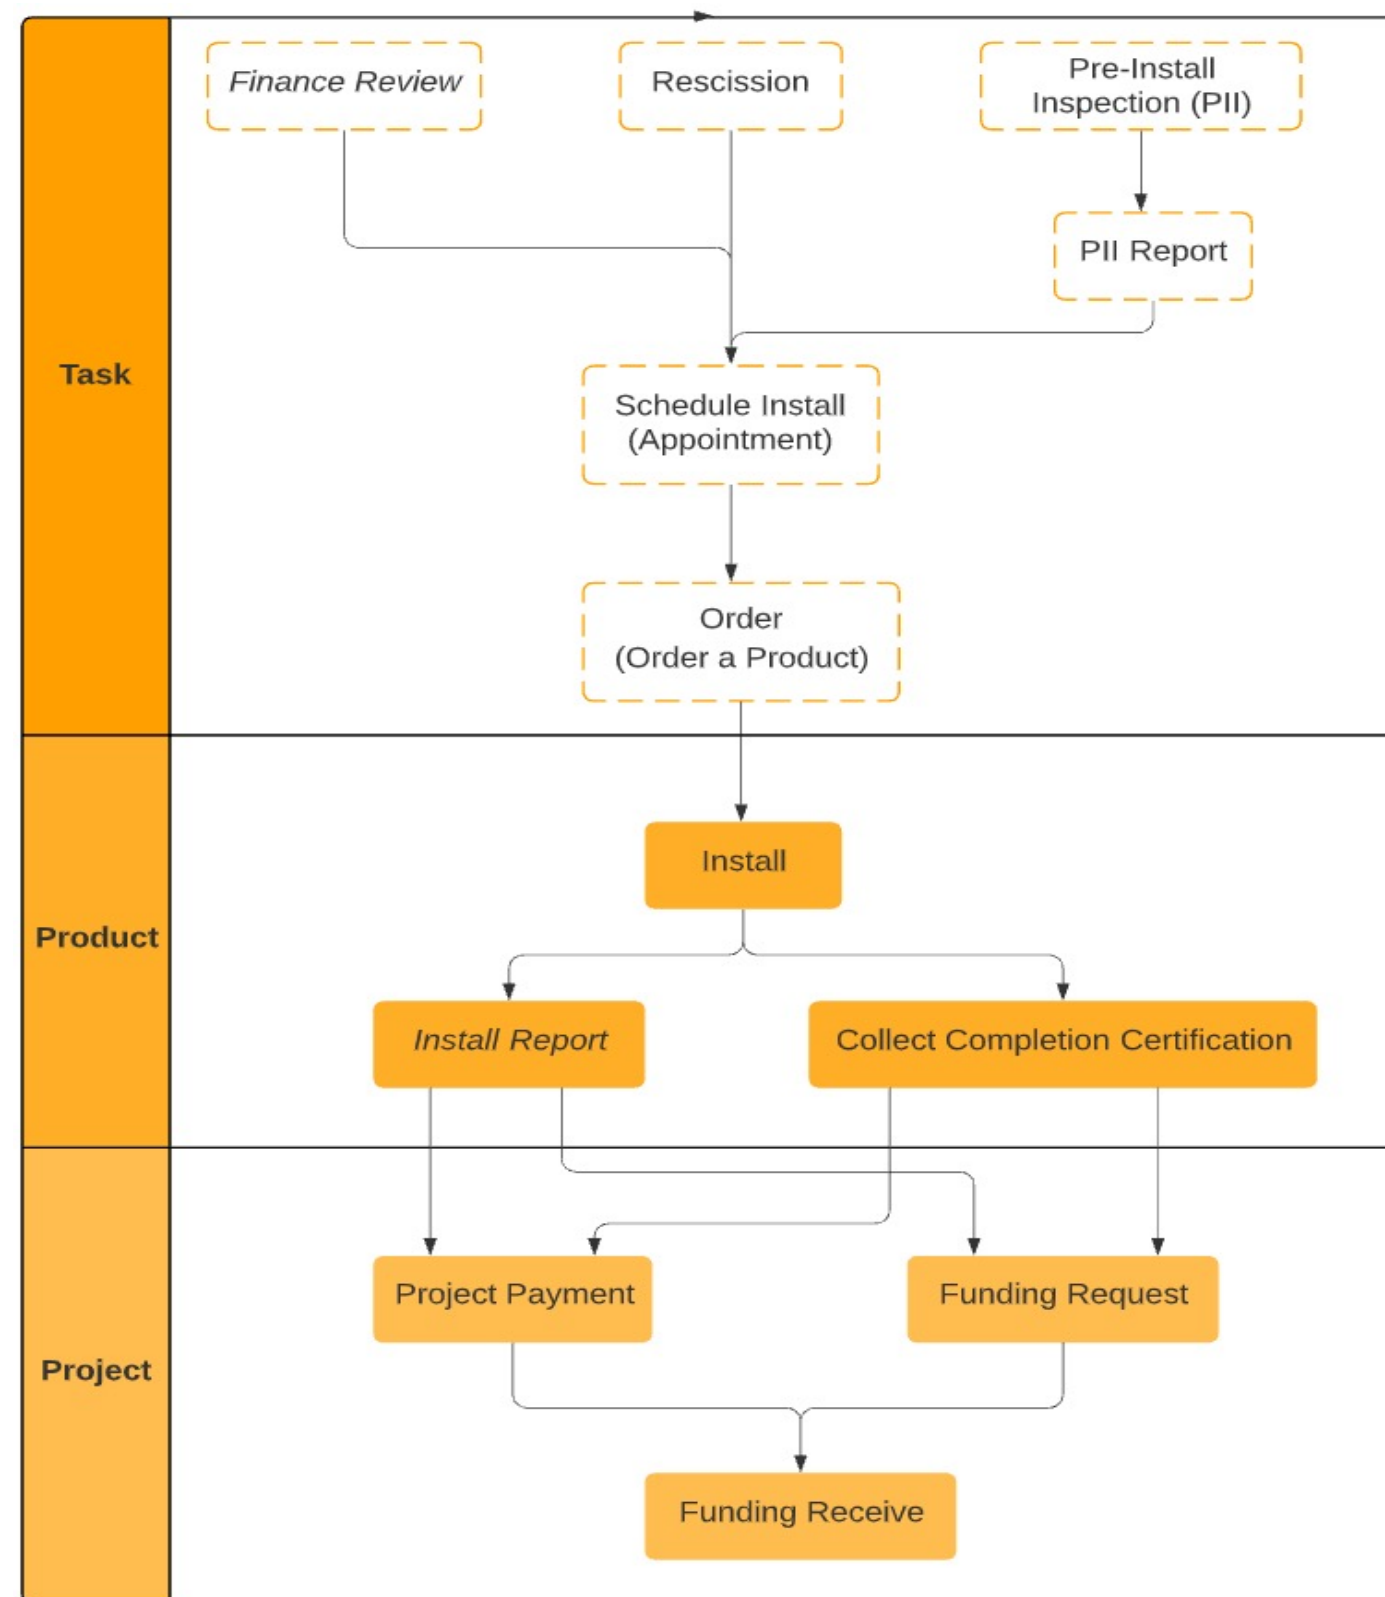 Finance Review
Rescission
Pre-Install
Inspection (PII)
PII Report
Task
Schedule Install
(Appointment)
Order
(Order a Product)
Install
Product
Install Report
Collect Completion Certification
Project Payment
Funding Request
Project
Funding Receive